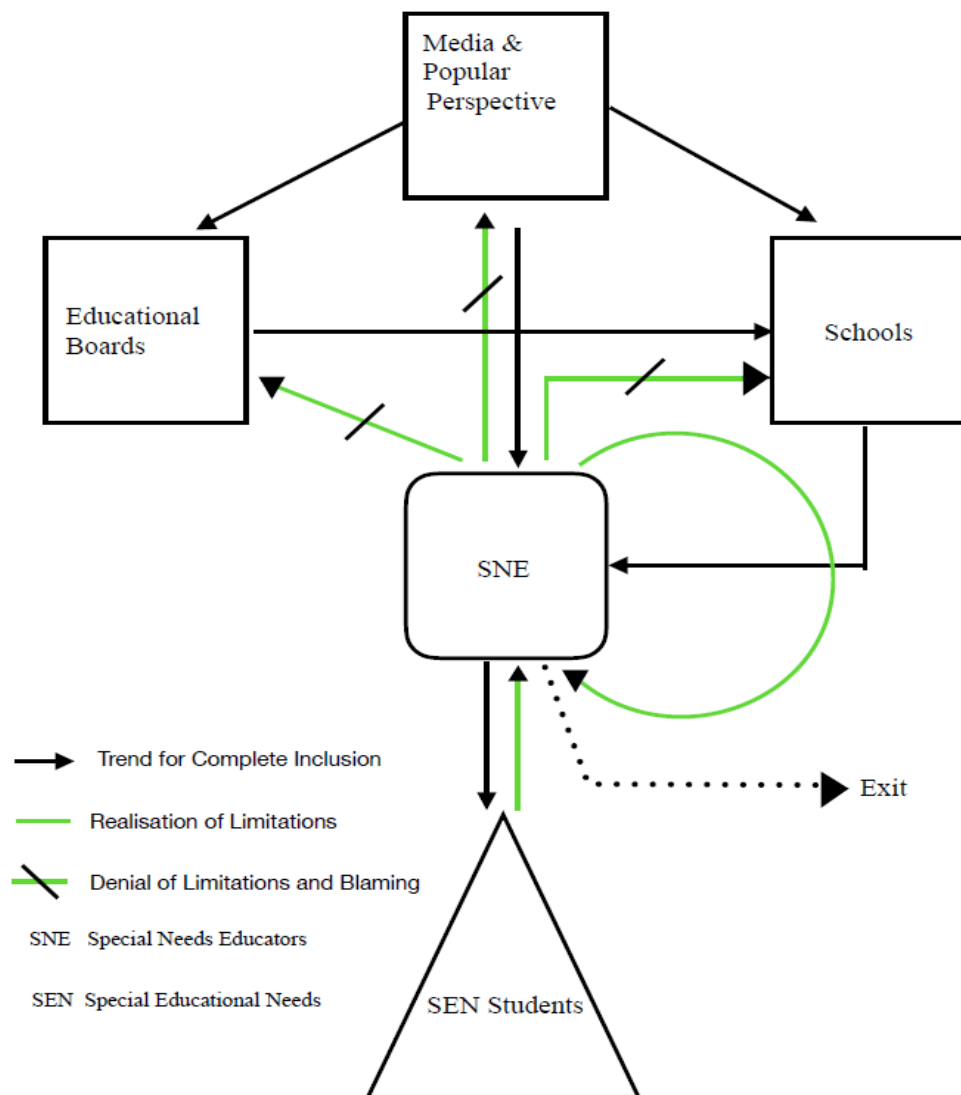 Media &
Popular
Perspective
Educational
Boards
Schools
SNE
Trend for Complete Inclusion
Exit
Realisation of Limitations
Denial of Limitations and Blaming
SNE Special Needs Educators
SEN Special Educational Needs
SEN Students